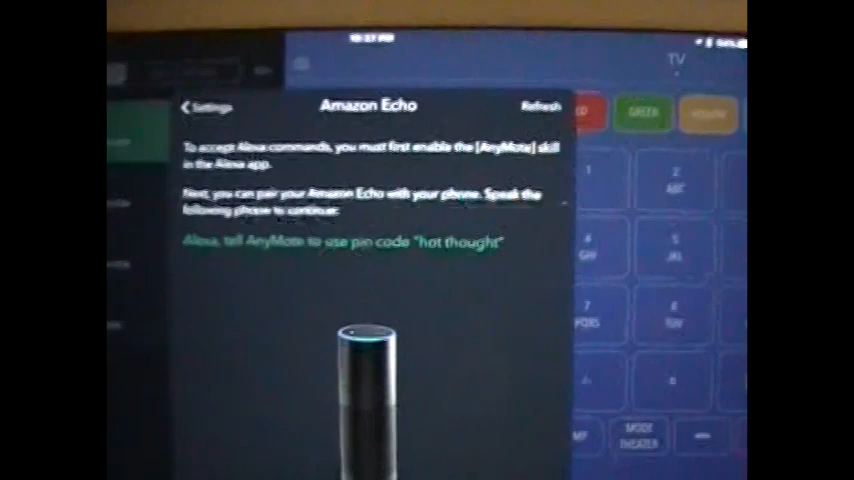 10:37 PM
TV
Settings
Amazon Echo
Refresh
GREEN
To accept Alexa commands, you must first enable the [AnyMote] skill
in the Alexa app.
Next, you can pair your Amazon Echo with your phone. Speak the
following phrase to continue:
Alexa, tell AnyMote to use pin code "hot thought"
1
2
ABC
4
GHI
5
JKL
7
PQRS
8
TUV
0
MODE
THEATER